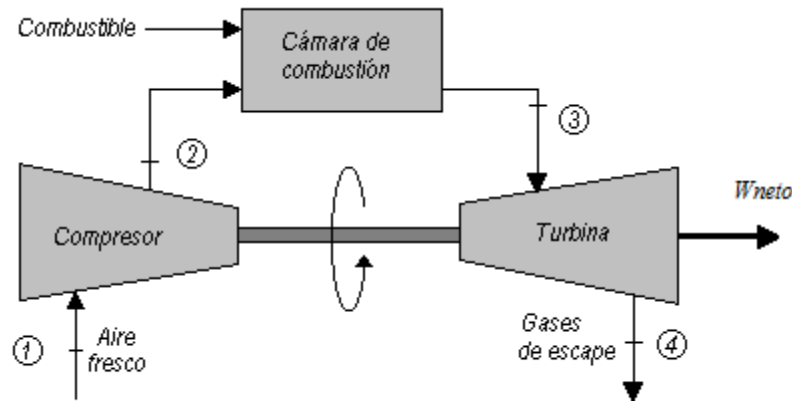 Combustible
Cámara de
combustión
③
②
Wneto
Compresor
Turbina
①
Aire
fresco
Gases
de escape
④